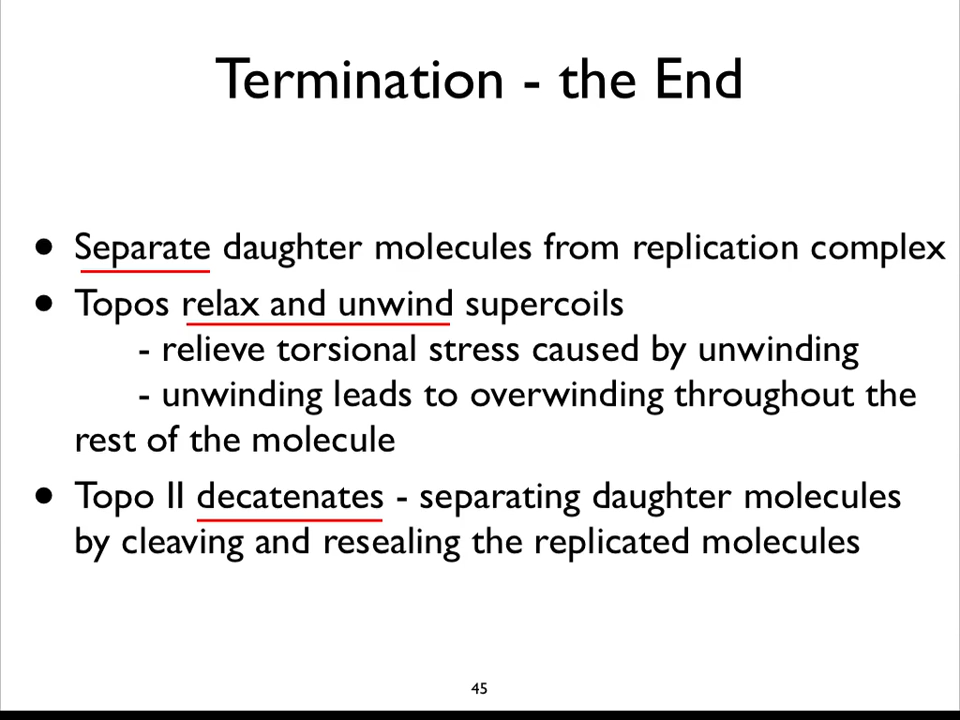 Termination - the End
• Separate daughter molecules from replication complex
• Topos relax and unwind supercoils
- relieve torsional stress caused by unwinding
- unwinding leads to overwinding throughout the
rest of the molecule
• Topo II decatenates - separating daughter molecules
by cleaving and resealing the replicated molecules
45